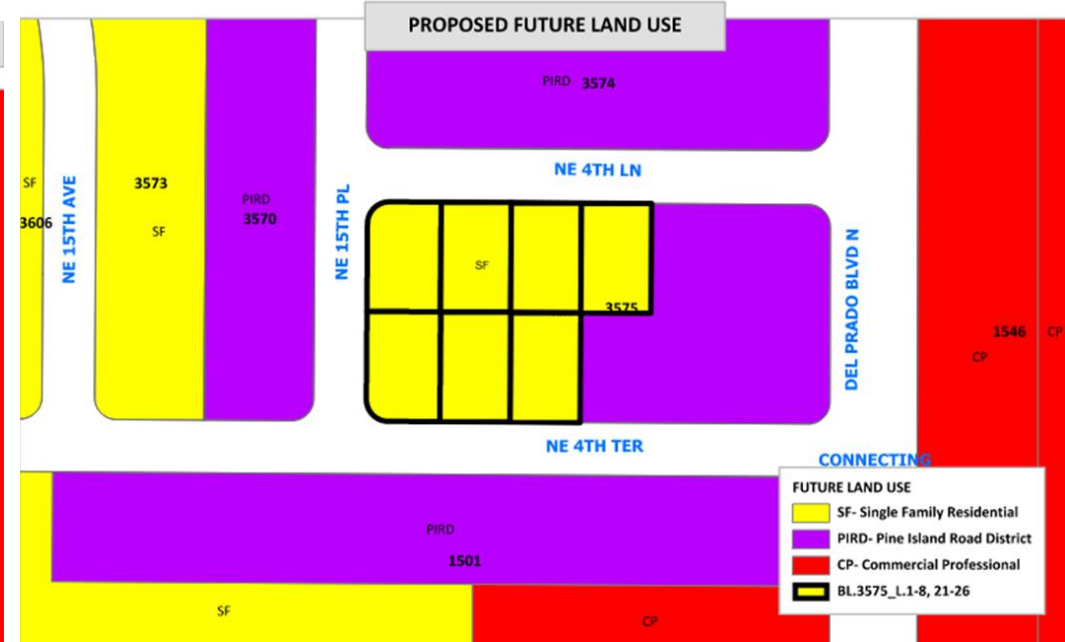 PROPOSED FUTURE LAND USE
PIRD 3574
NE 4TH LN
SF
3606
NE 15TH AVE
3573
SF
PIRD
3570
NE 15TH PL
SF
3575
DEL PRADO BLVD N
1546
CP
CP
NE 4TH TER
CONNECTING
PIRD
1501
SF
CP
FUTURE LAND USE
SF- Single Family Residential
PIRD- Pine Island Road District
CP- Commercial Professional
BL.3575_L.1-8, 21-26